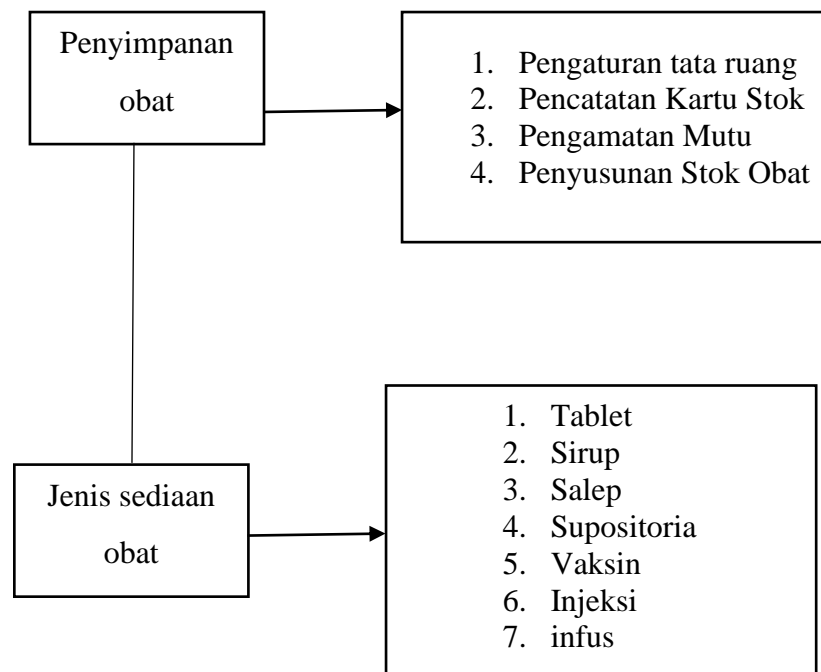 Penyimpanan
obat
1. Pengaturan tata ruang
2. Pencatatan Kartu Stok
3. Pengamatan Mutu
4. Penyusunan Stok Obat
Jenis sediaan
obat
1. Tablet
2. Sirup
3. Salep
4. Supositoria
5. Vaksin
6. Injeksi
7. infus